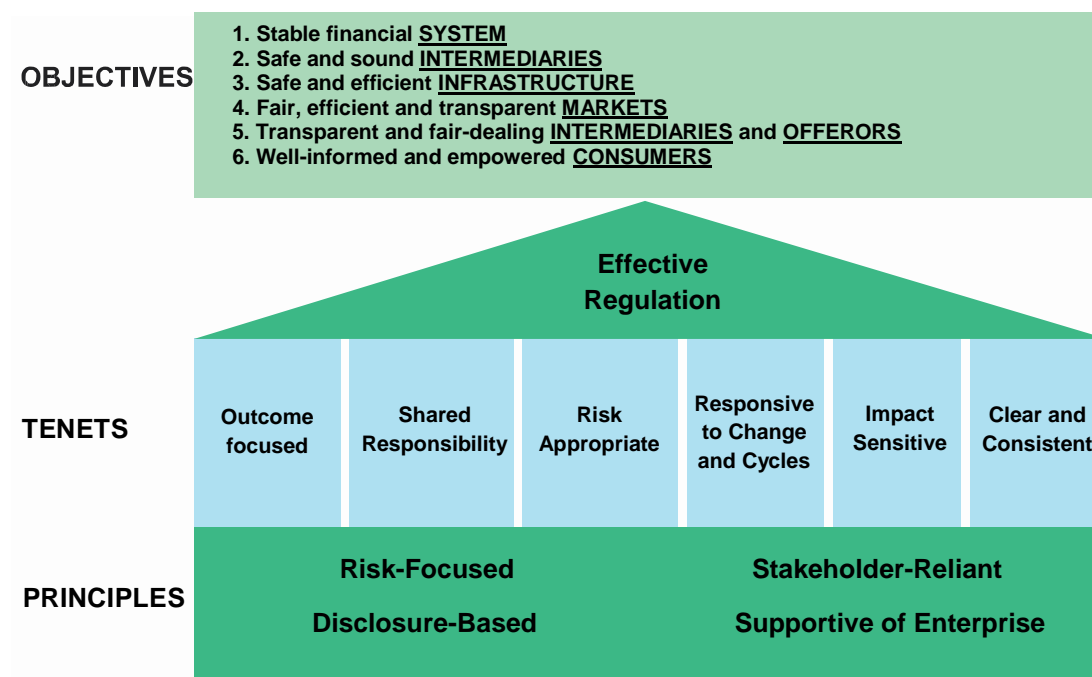 OBJECTIVES
1. Stable financial SYSTEM
2. Safe and sound INTERMEDIARIES
3. Safe and efficient INFRASTRUCTURE
4. Fair, efficient and transparent MARKETS
5. Transparent and fair-dealing INTERMEDIARIES and OFFERORS
6. Well-informed and empowered CONSUMERS
Effective
Regulation
TENETS
Outcome
focused
Shared
Responsibility
Risk
Appropriate
Responsive
to Change
and Cycles
Impact
Sensitive
Clear and
Consistent
PRINCIPLES
Risk-Focused
Stakeholder-Reliant
Disclosure-Based
Supportive of Enterprise